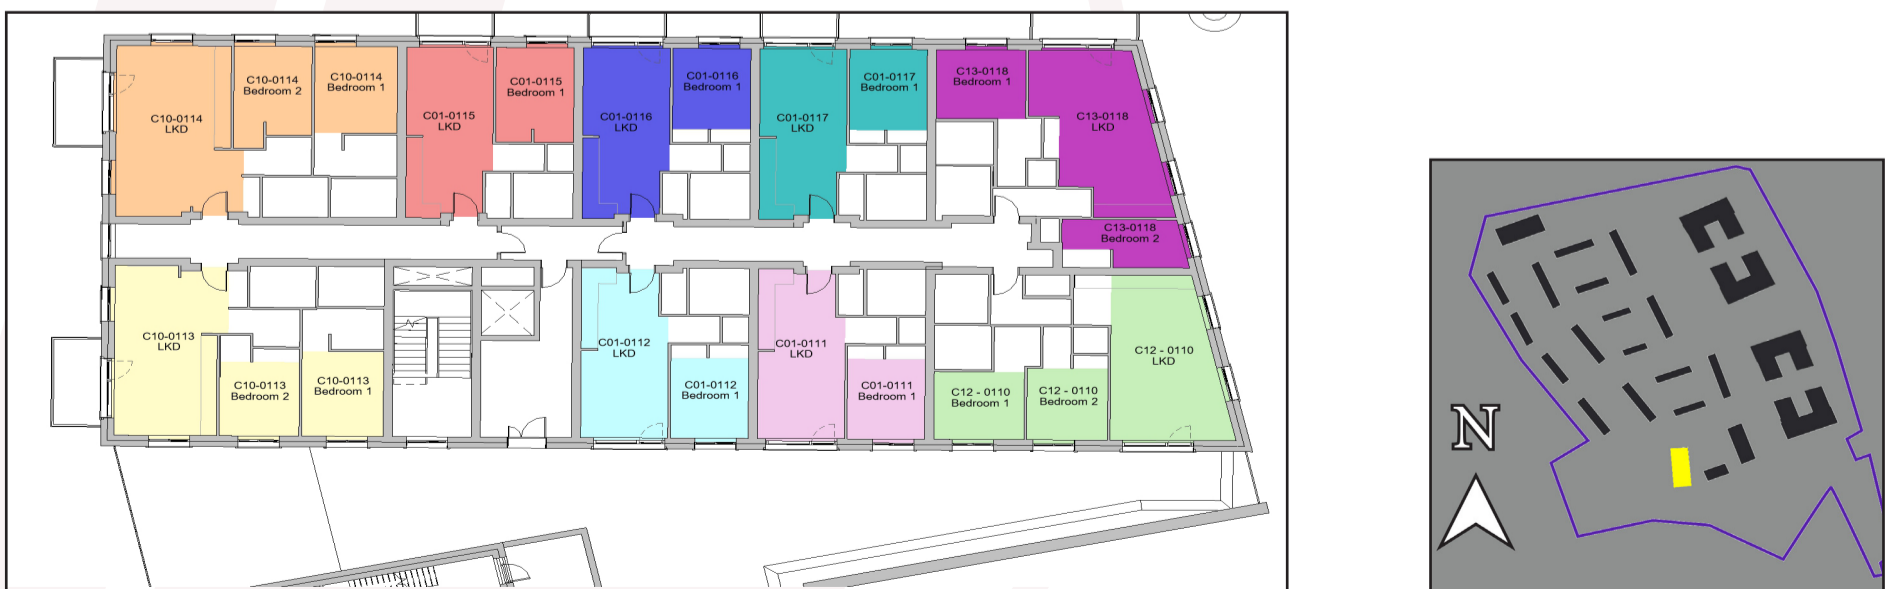 C10-0114
LKD
C10-0114
Bedroom 2
C10-0114
Bedroom 1
C01-0115
LKD
C01-0115
Bedroom 1
C01-0116
LKD
C01-0116
Bedroom 1
C01-0117
LKD
C01-0117
Bedroom 1
C13-0118
Bedroom 1
C13-0118
LKD
C13-0118
Bedroom 2
C10-0113
LKD
C10-0113
Bedroom 2
C10-0113
Bedroom 1
C01-0112
LKD
C01-0112
Bedroom 1
C01-0111
LKD
C01-0111
Bedroom 1
C12 - 0110
Bedroom 1
C12 - 0110
Bedroom 2
C12 - 0110
LKD
N